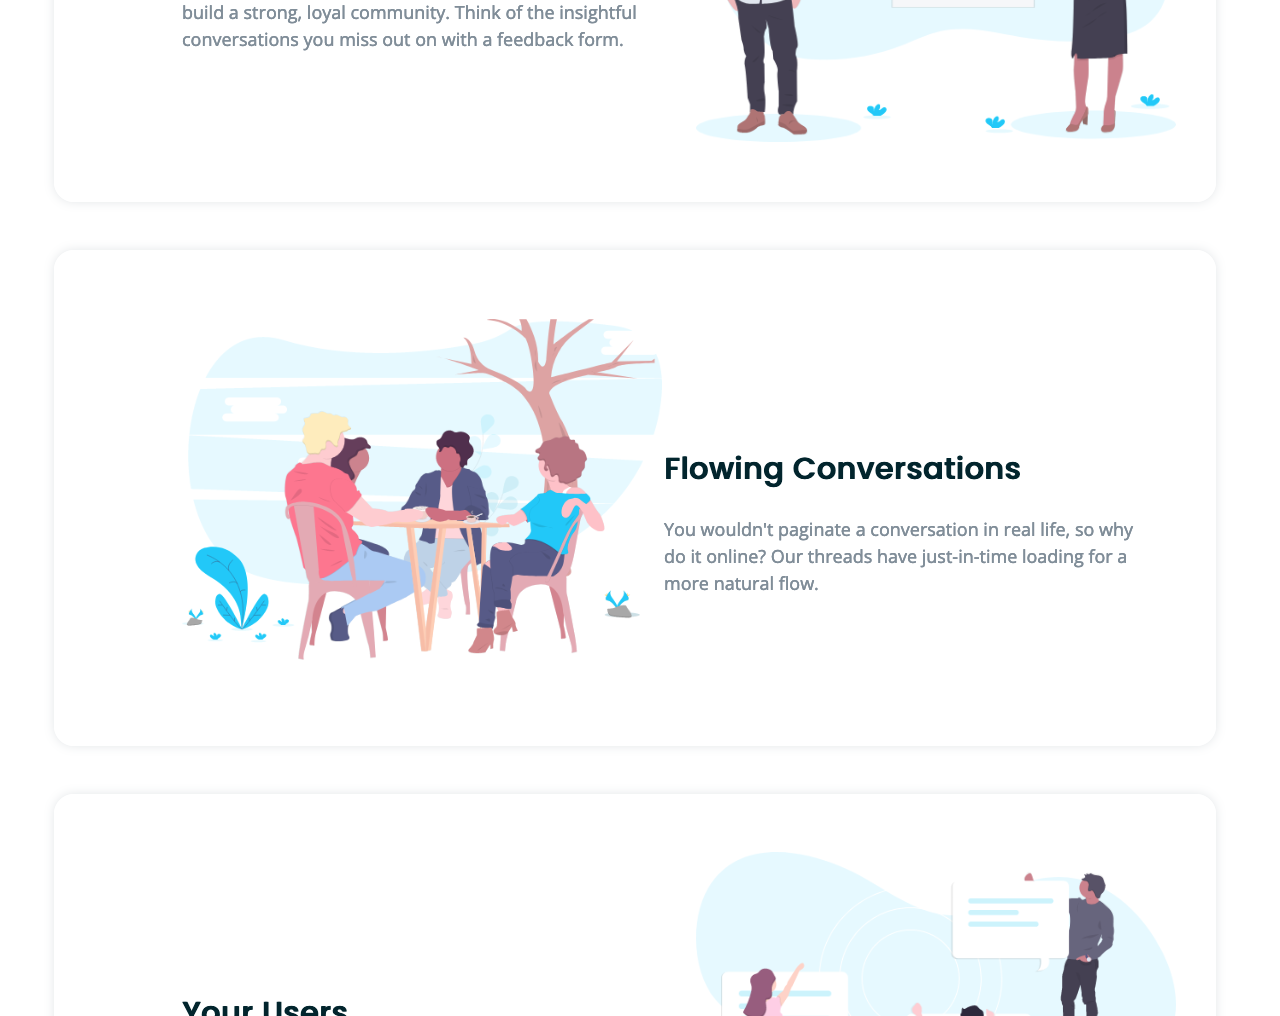 build a strong, loyal community. Think of the insightful
conversations you miss out on with a feedback form.
Flowing Conversations
You wouldn't paginate a conversation in real life, so why
do it online? Our threads have just-in-time loading for a
more natural flow.
Your Users